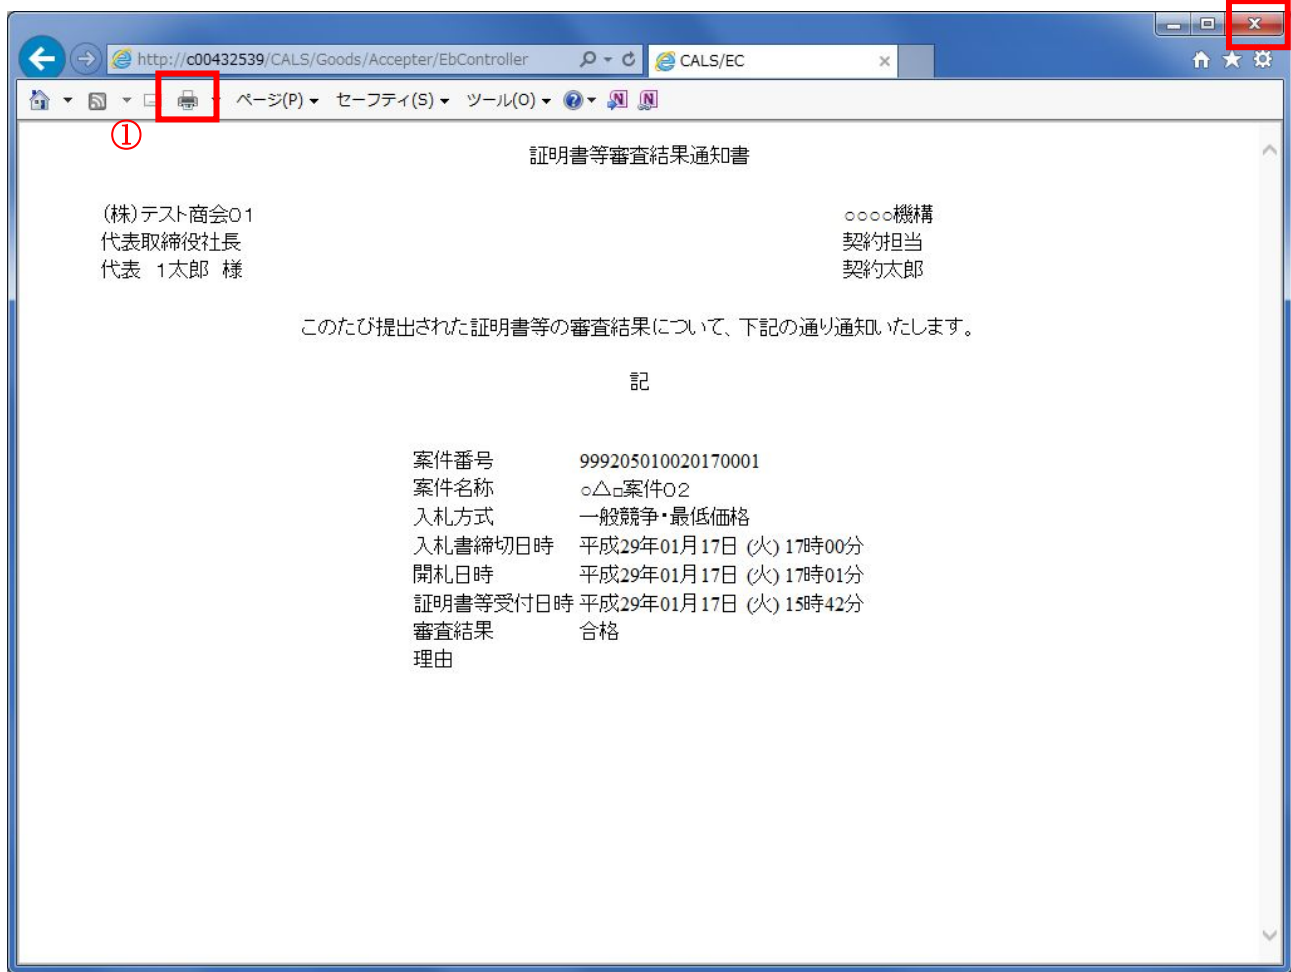 http://c00432539/CALS/Goods/Accepter/EbController
CALS/EC
ページ(P) セーフティ(S) ツール(O)
①
証明書等審査結果通知書
(株)テスト商会01
代表取締役社長
代表 1太郎 様
○○○○機構
契約担当
契約太郎
このたび提出された証明書等の審査結果について、下記の通り通知いたします。
記
案件番号 999205010020170001
案件名称 ○△□案件02
入札方式 一般競争・最低価格
入札書締切日時 平成29年01月17日 (火) 17時00分
開札日時 平成29年01月17日 (火) 17時01分
証明書等受付日時 平成29年01月17日 (火) 15時42分
審査結果 合格
理由